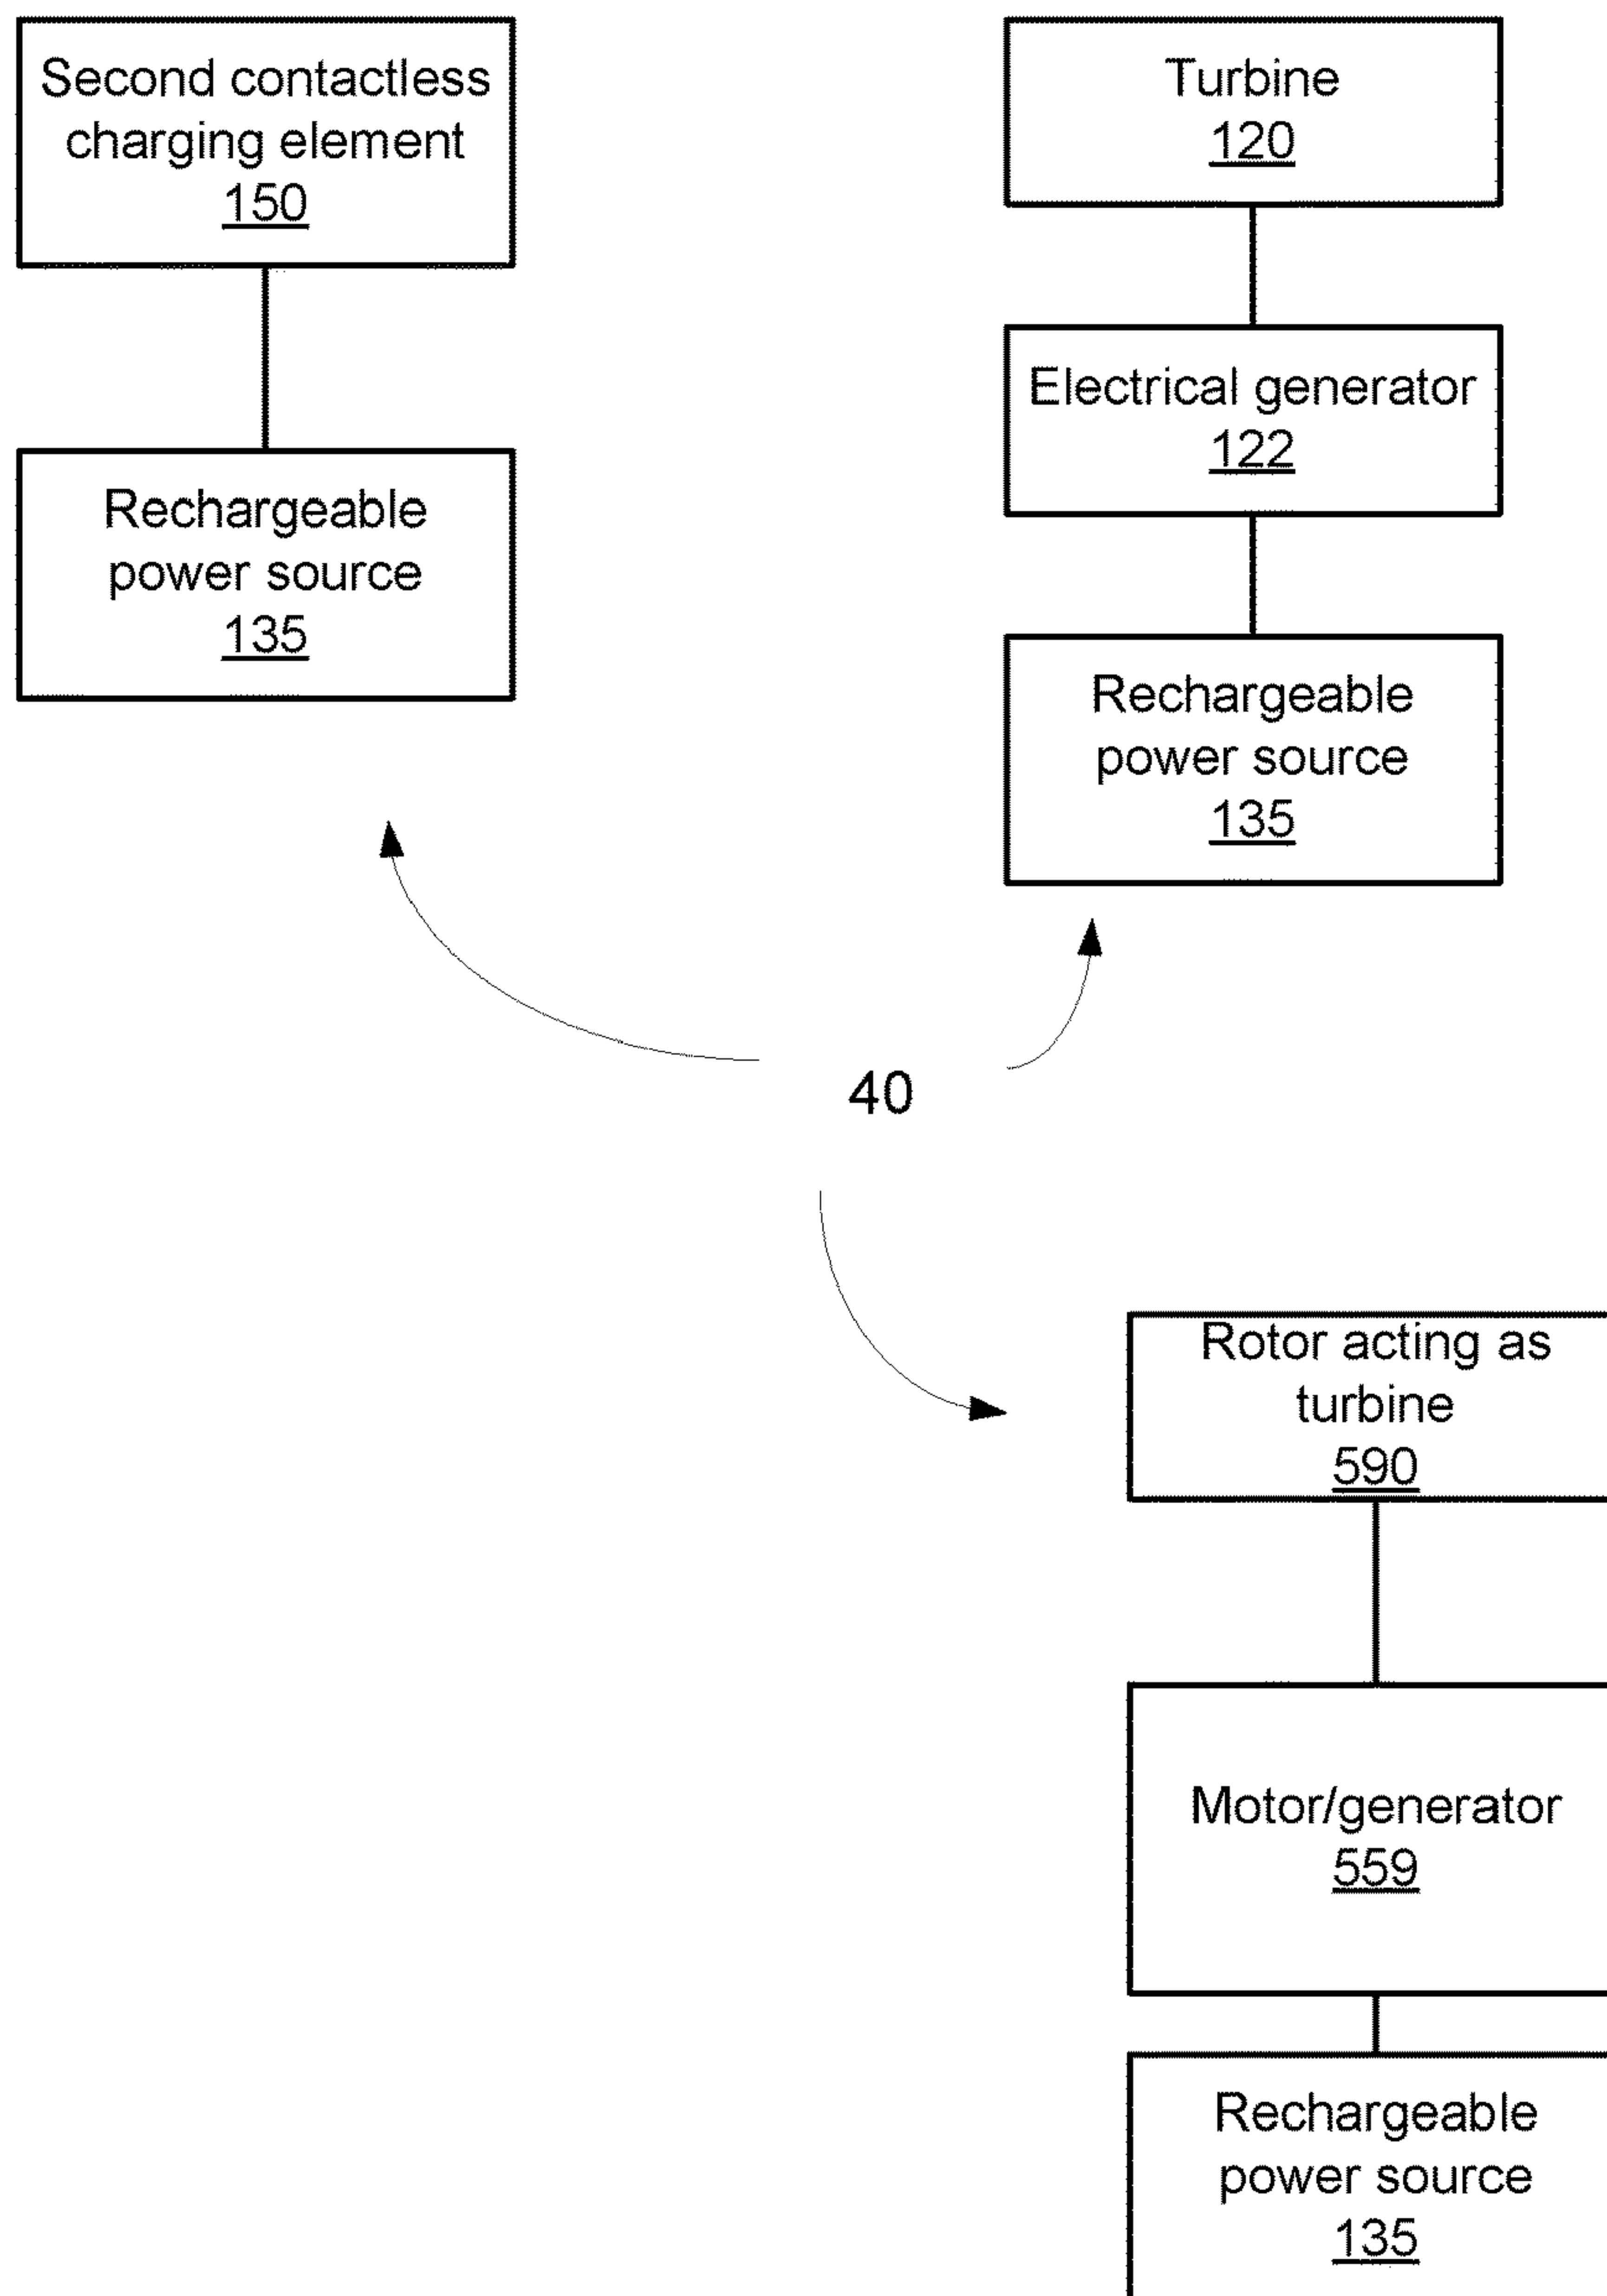 Second contactless
charging element
150
Rechargeable
power source
135
Turbine
120
Electrical generator
122
Rechargeable
power source
135
40
Rotor acting as
turbine
590
Motor/generator
559
Rechargeable
power source
135